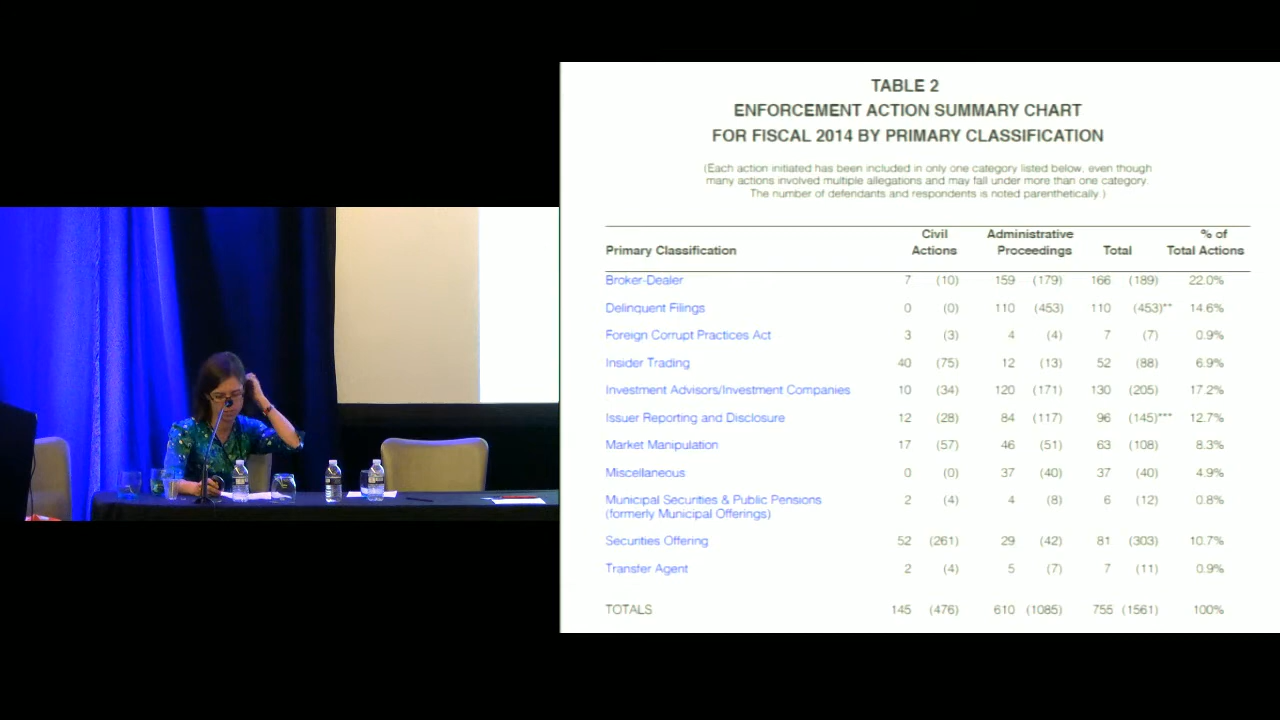 TABLE 2
ENFORCEMENT ACTION SUMMARY CHART
FOR FISCAL 2014 BY PRIMARY CLASSIFICATION
(Each action initiated has been included in only one category listed below, even though
many actions involved multiple allegations and may fall under more than one category.
The number of defendants and respondents is noted parenthetically.)
Civil Administrative % of
Primary Classification Actions Proceedings Total Total Actions
Broker-Dealer 7 (10) 159 (179) 166 (189) 22.0%
Delinquent Filings 0 (0) 110 (453) 110 (453)** 14.6%
Foreign Corrupt Practices Act 3 (3) 4 (4) 7 (7) 0.9%
Insider Trading 40 (75) 12 (13) 52 (88) 6.9%
Investment Advisors/Investment Companies 10 (34) 120 (171) 130 (205) 17.2%
Issuer Reporting and Disclosure 12 (28) 84 (117) 96 (145)*** 12.7%
Market Manipulation 17 (57) 46 (51) 63 (108) 8.3%
Miscellaneous 0 (0) 37 (40) 37 (40) 4.9%
Municipal Securities & Public Pensions 2 (4) 4 (8) 6 (12) 0.8%
(formerly Municipal Offerings)
Securities Offering 52 (261) 29 (42) 81 (303) 10.7%
Transfer Agent 2 (4) 5 (7) 7 (11) 0.9%
TOTALS 145 (476) 610 (1085) 755 (1561) 100%